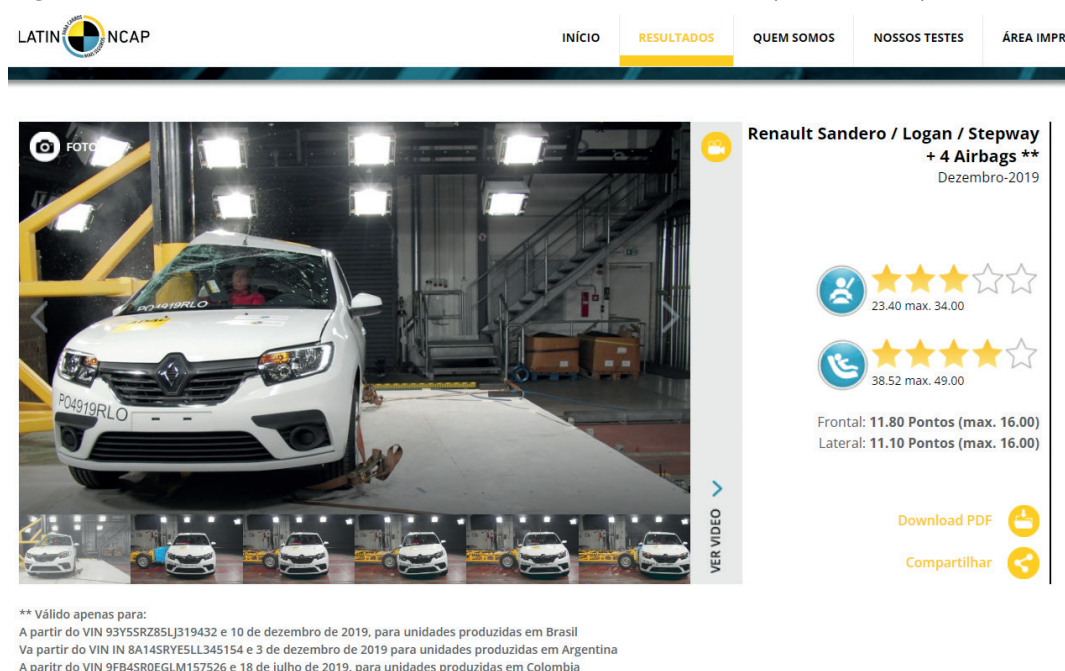 LATIN NCAP
PARA CARROS
MAIS SEGUROS
INÍCIO
RESULTADOS
QUEM SOMOS
NOSSOS TESTES
ÁREA IMPR
FOTO
PO4919RLO
PO4919RLO
VER VIDEO
Renault Sandero / Logan / Stepway
+ 4 Airbags **
Dezembro-2019
23.40 max. 34.00
38.52 max. 49.00
Frontal: 11.80 Pontos (max. 16.00)
Lateral: 11.10 Pontos (max. 16.00)
Download PDF
Compartilhar
** Válido apenas para:
A partir do VIN 93Y5SRZ85LJ319432 e 10 de dezembro de 2019, para unidades produzidas em Brasil
Va partir do VIN IN 8A14SRYE5LL345154 e 3 de dezembro de 2019 para unidades produzidas em Argentina
A paritr do VIN 9FB4SR0EGLM157526 e 18 de julho de 2019, para unidades produzidas em Colombia